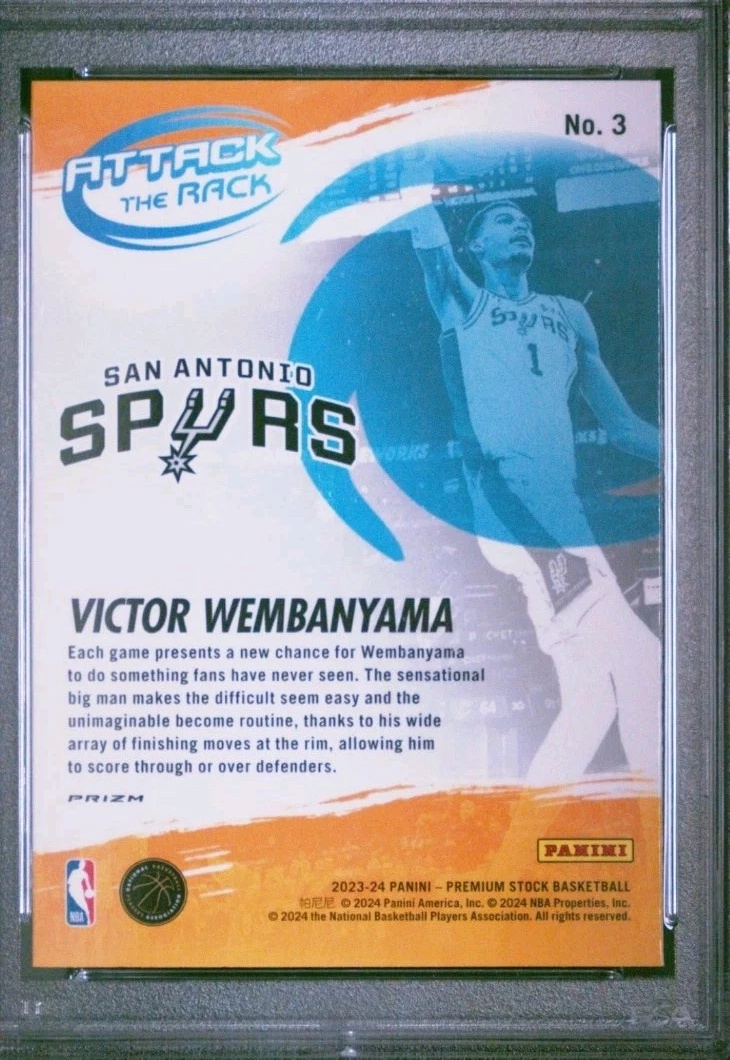 No. 3
ATTACK
THE RACK
SPURS
1
SAN ANTONIO
SPURS
VICTOR WEMBANYAMA
Each game presents a new chance for Wembanyama
to do something fans have never seen. The sensational
big man makes the difficult seem easy and the
unimaginable become routine, thanks to his wide
array of finishing moves at the rim, allowing him
to score through or over defenders.
PRIZM
PANINI
NBA
2023-24 PANINI – PREMIUM STOCK BASKETBALL
帕尼尼 © 2024 Panini America, Inc. © 2024 NBA Properties, Inc.
© 2024 the National Basketball Players Association. All rights reserved.
PSA